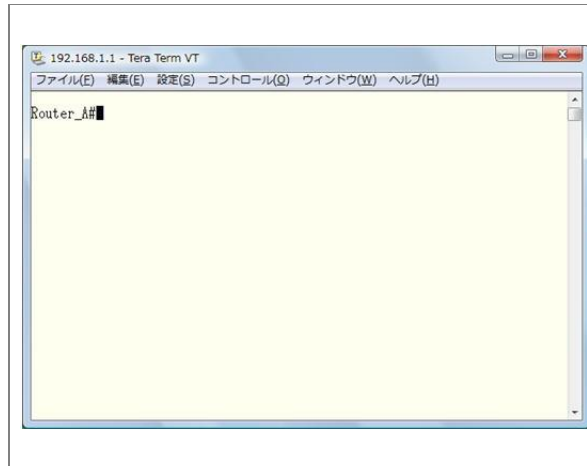 192.168.1.1 - Tera Term VT
ファイル(F) 編集(E) 設定(S) コントロール(O) ウィンドウ(W) ヘルプ(H)
Router_A#